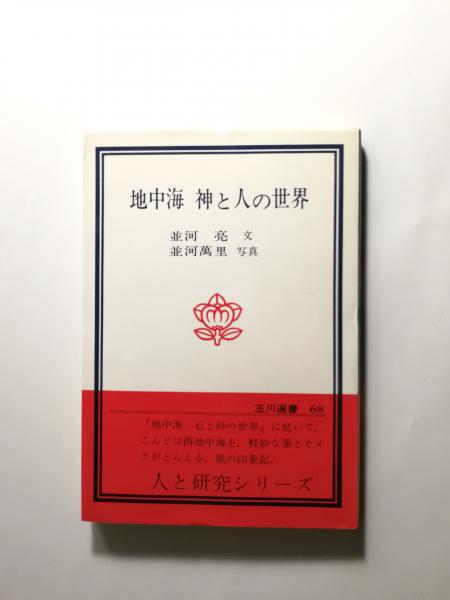 地中海 神と人の世界
並河 亮 文
並河萬里 写真
玉川選書 68
『地中海 石と砂の世界』に続いて，
こんどは西地中海を，軽妙な筆とカメ
ラがとらえる，旅の印象記。
人と研究シリーズ